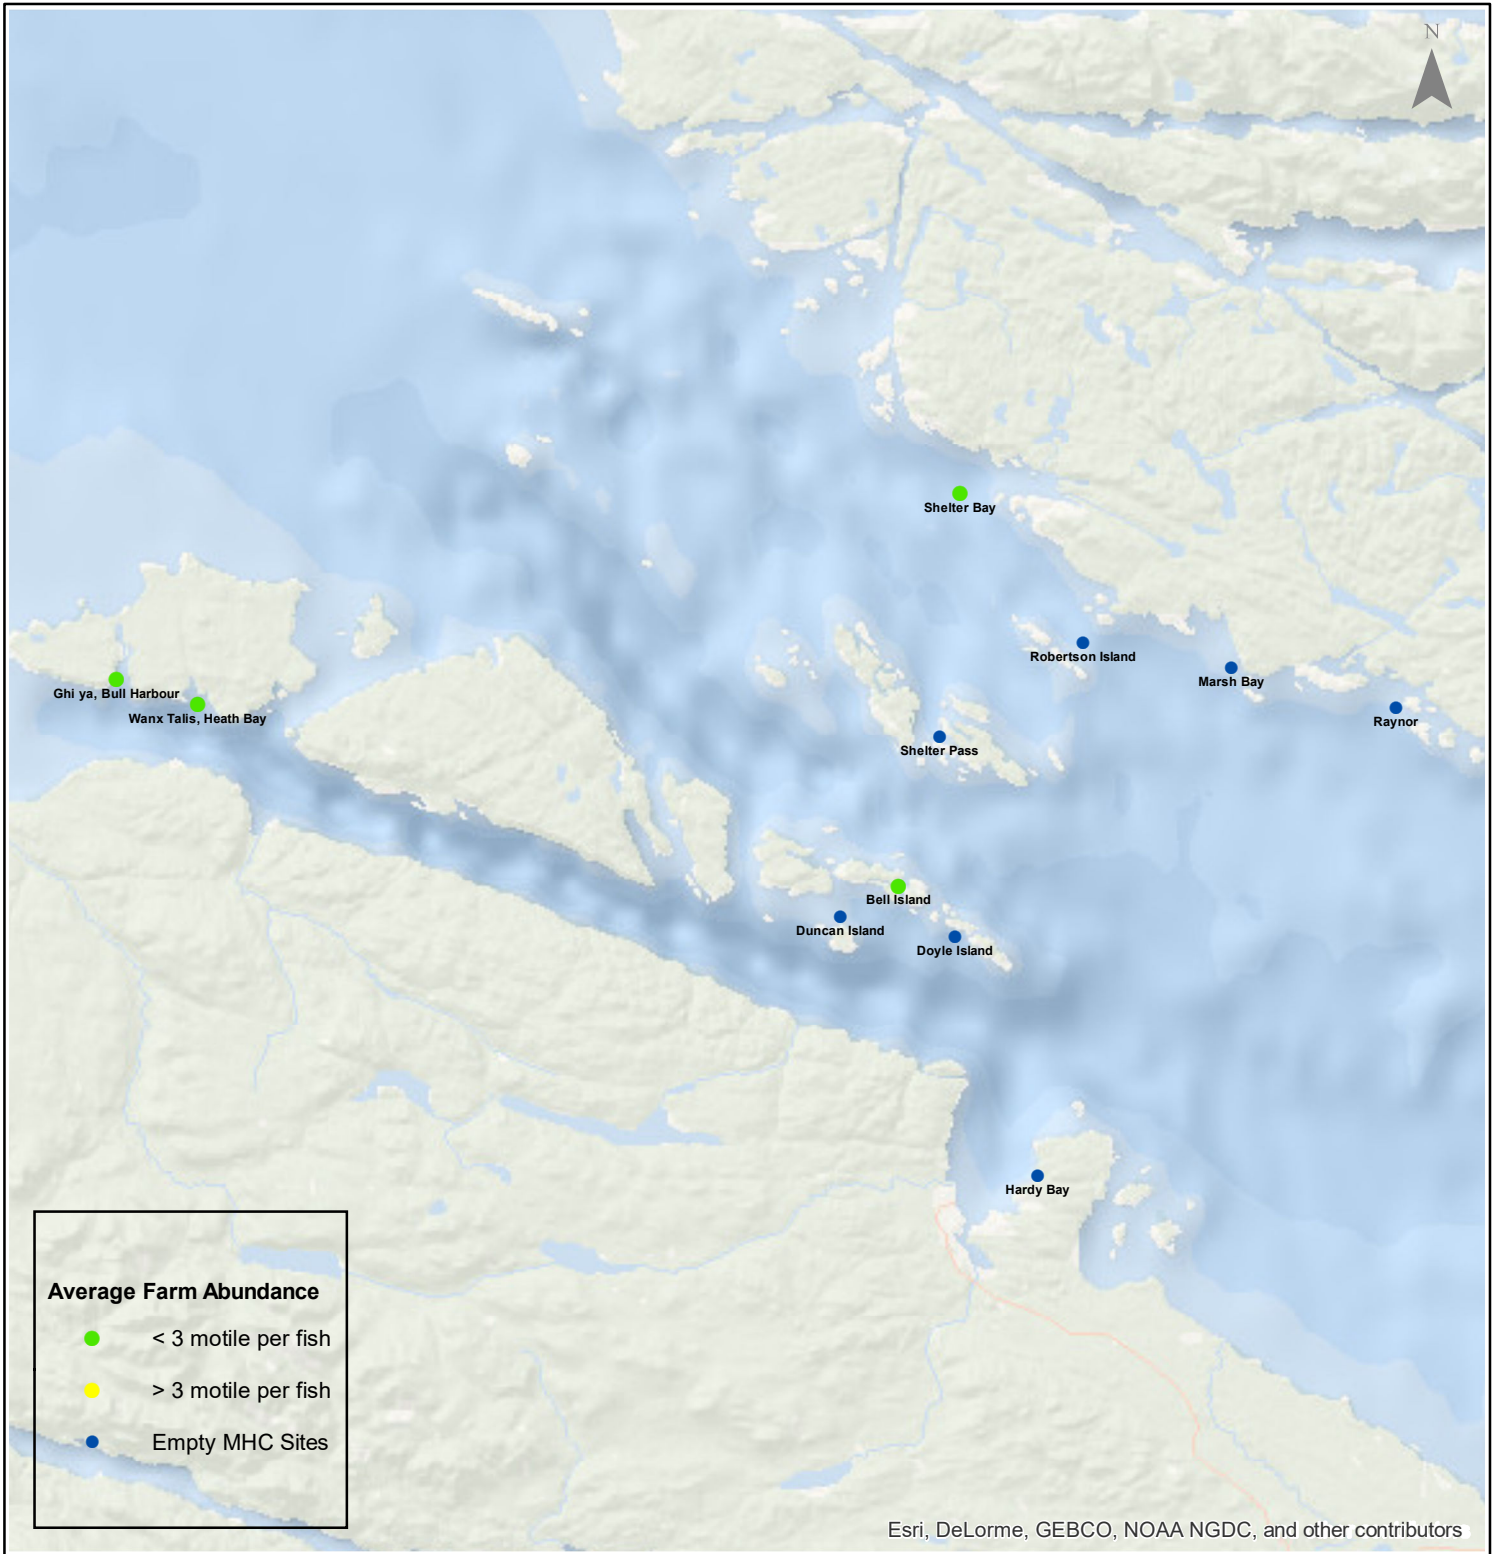 N
Shelter Bay
Robertson Island
Marsh Bay
Ghi ya, Bull Harbour
Wanx Talis, Heath Bay
Raynor
Shelter Pass
Bell Island
Duncan Island
Doyle Island
Hardy Bay
Average Farm Abundance
< 3 motile per fish
> 3 motile per fish
Empty MHC Sites
Esri, DeLorme, GEBCO, NOAA NGDC, and other contributors